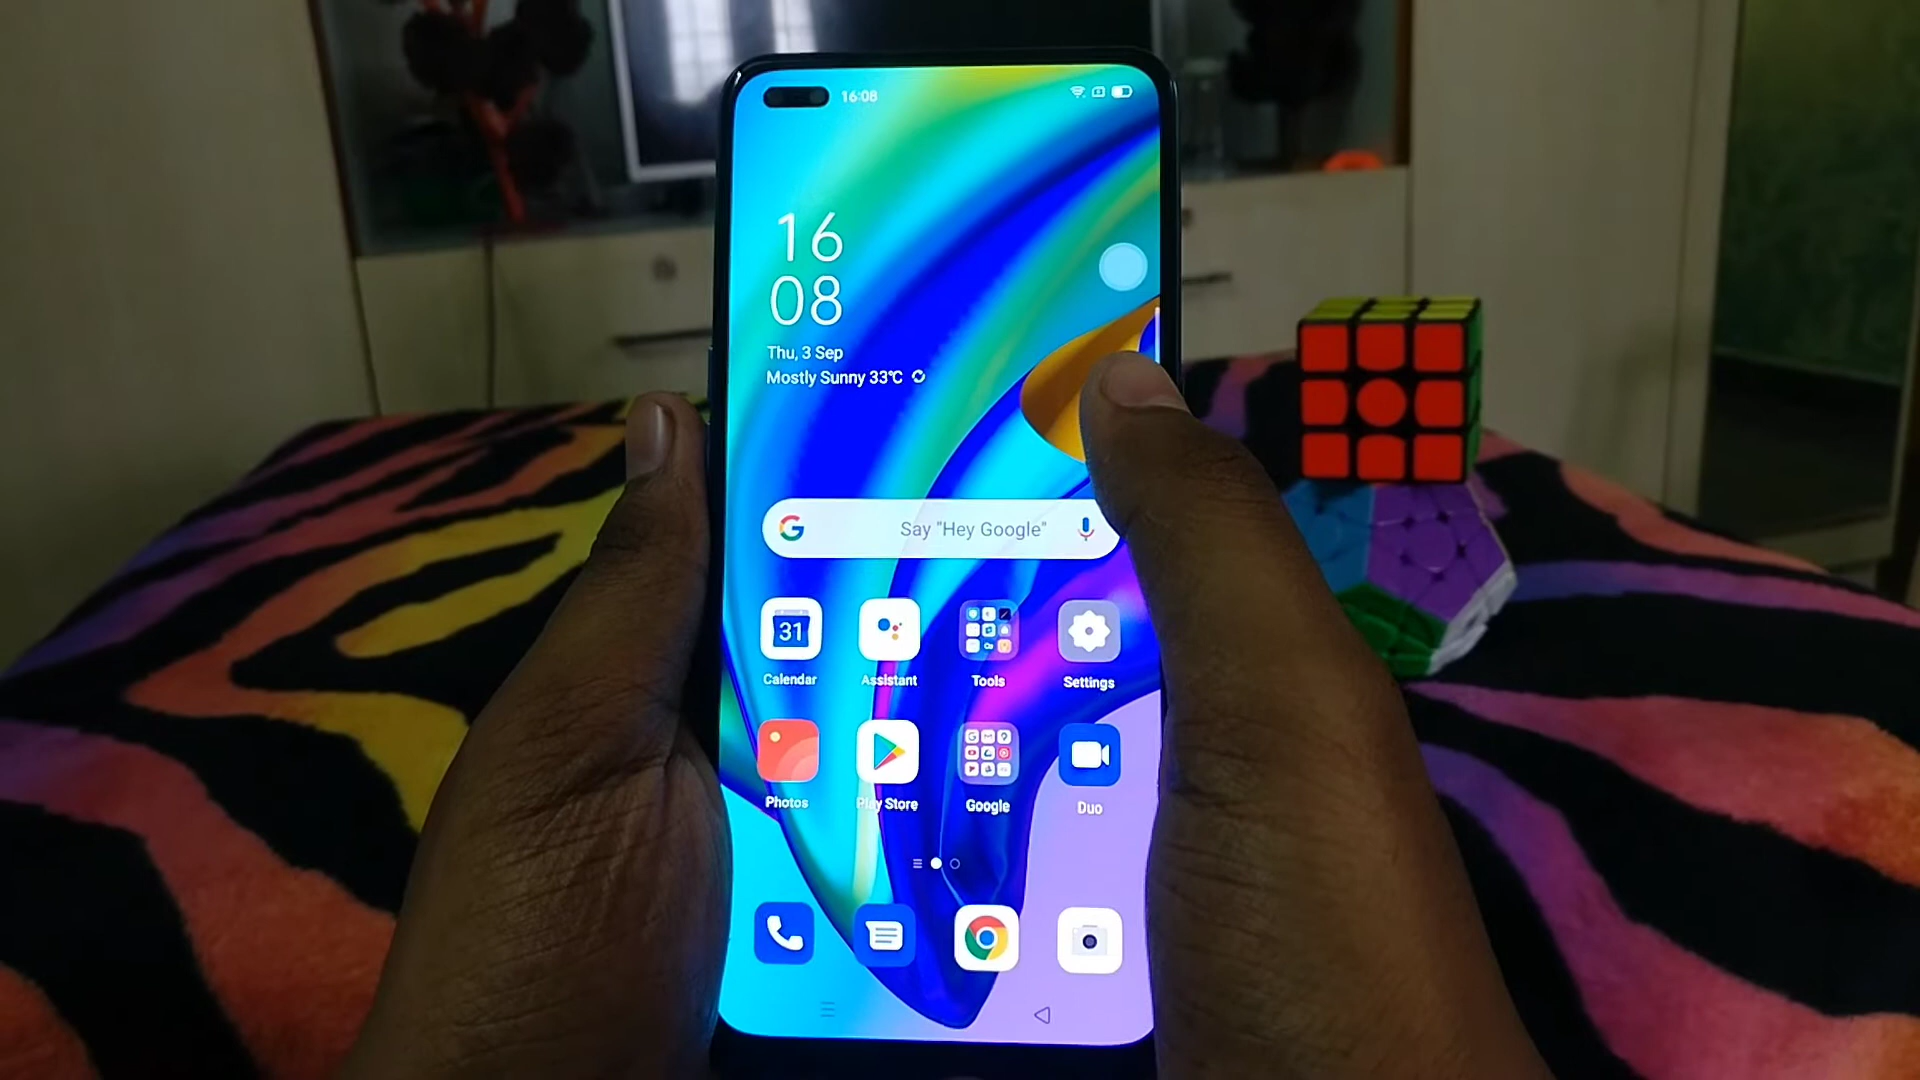 16:08
16
08
Thu, 3 Sep
Mostly Sunny 33℃
Say "Hey Google"
31
Calendar
Assistant
Tools
Settings
Photos
Play Store
Google
Duo